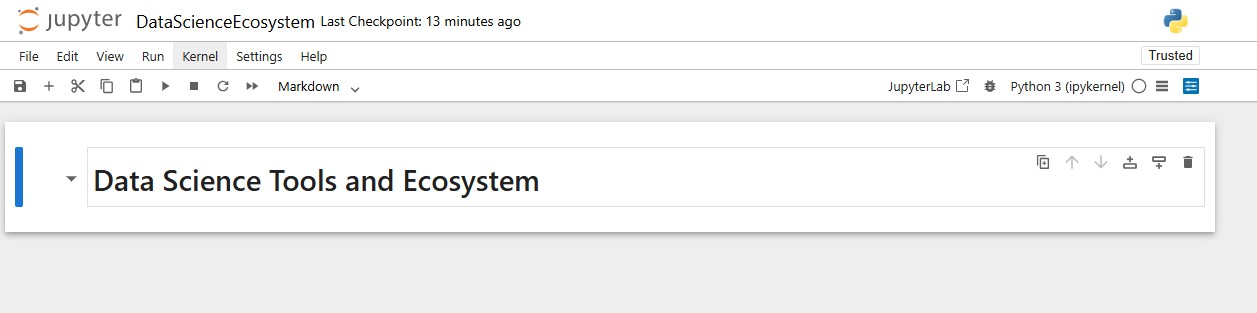 jupyter DataScienceEcosystem Last Checkpoint: 13 minutes ago
File Edit View Run Kernel Settings Help Trusted
Markdown JupyterLab Python 3 (ipykernel)
Data Science Tools and Ecosystem